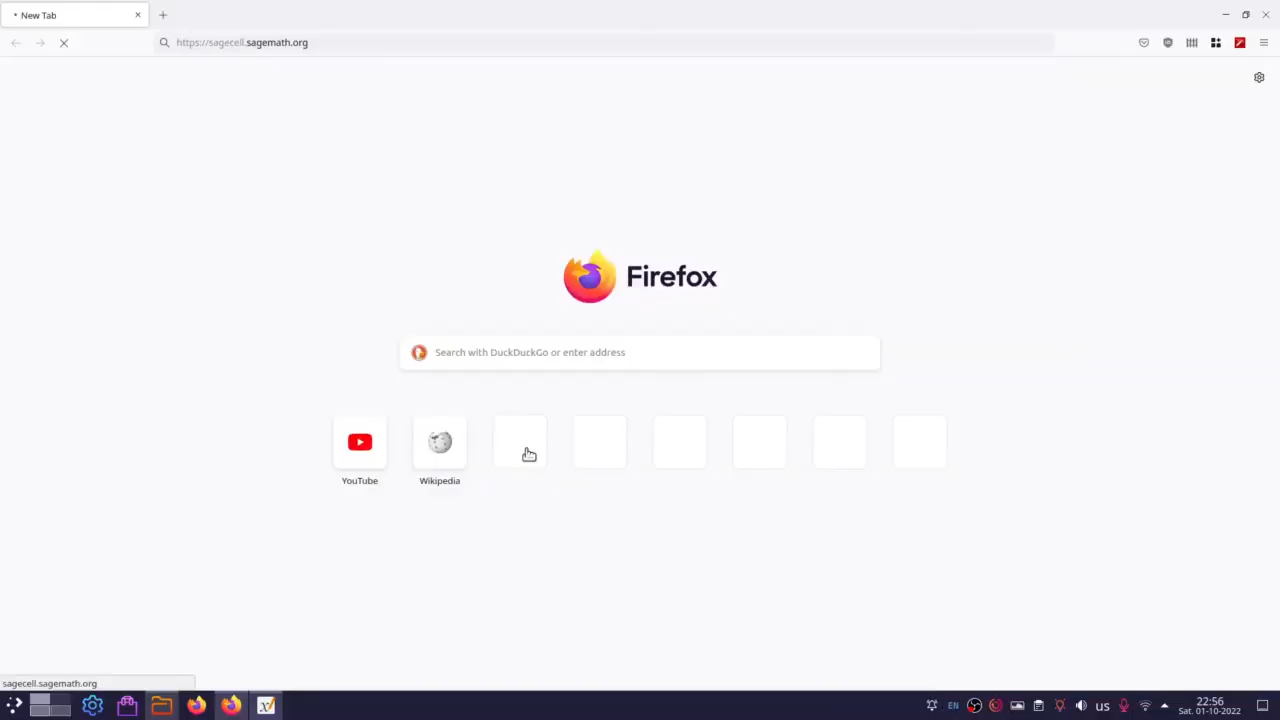 New Tab
https://sagecell.sagemath.org
Firefox
Search with DuckDuckGo or enter address
YouTube
Wikipedia
sagecell.sagemath.org
EN
us
22:56
Sat. 01-10-2022